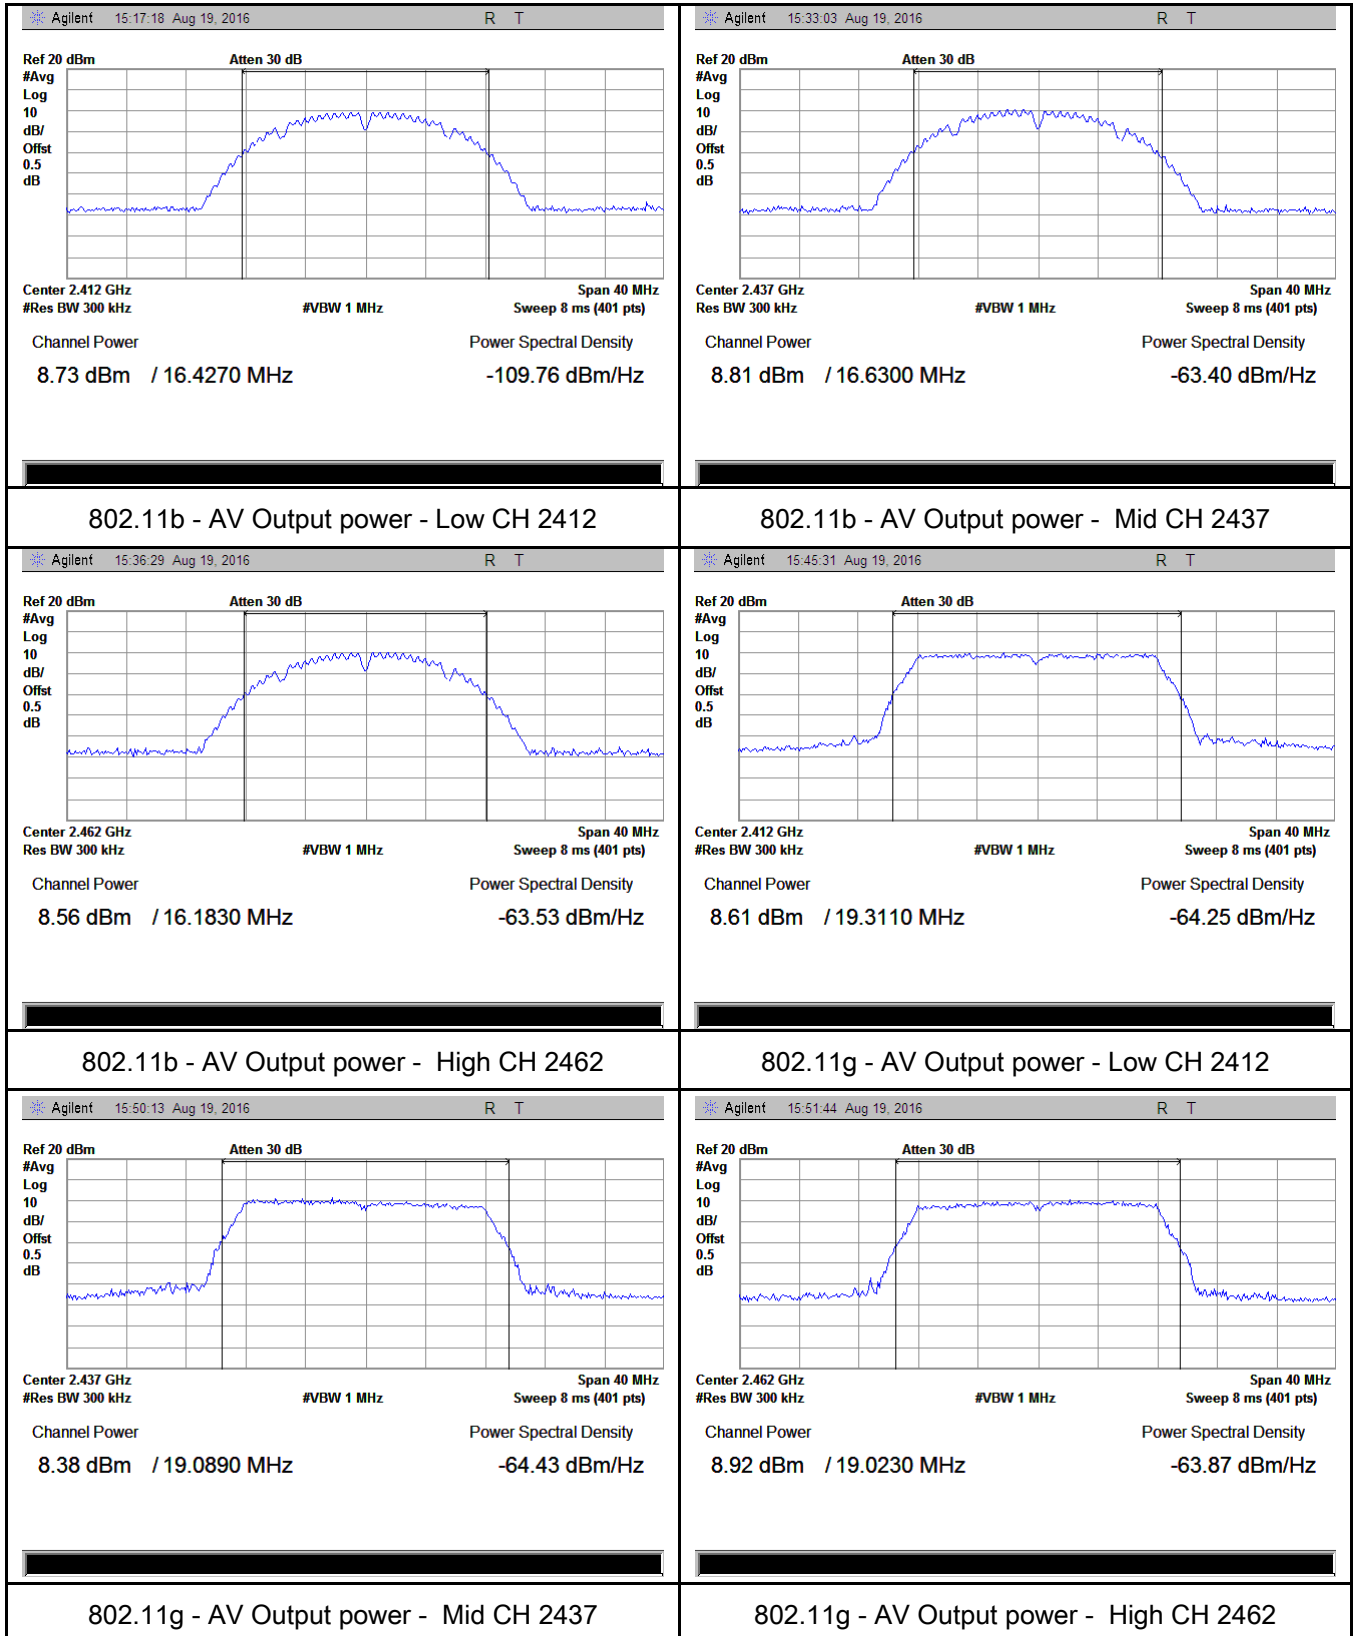 Agilent 15:17:18 Aug 19, 2016 R T
Ref 20 dBm Atten 30 dB
#Avg
Log
10
dB/
Offst
0.5
dB
Center 2.412 GHz Span 40 MHz
#Res BW 300 kHz #VBW 1 MHz Sweep 8 ms (401 pts)
Channel Power Power Spectral Density
8.73 dBm / 16.4270 MHz -109.76 dBm/Hz
802.11b - AV Output power - Low CH 2412
Agilent 15:33:03 Aug 19, 2016 R T
Ref 20 dBm Atten 30 dB
#Avg
Log
10
dB/
Offst
0.5
dB
Center 2.437 GHz Span 40 MHz
Res BW 300 kHz #VBW 1 MHz Sweep 8 ms (401 pts)
Channel Power Power Spectral Density
8.81 dBm / 16.6300 MHz -63.40 dBm/Hz
802.11b - AV Output power - Mid CH 2437
Agilent 15:36:29 Aug 19, 2016 R T
Ref 20 dBm Atten 30 dB
#Avg
Log
10
dB/
Offst
0.5
dB
Center 2.462 GHz Span 40 MHz
Res BW 300 kHz #VBW 1 MHz Sweep 8 ms (401 pts)
Channel Power Power Spectral Density
8.56 dBm / 16.1830 MHz -63.53 dBm/Hz
802.11b - AV Output power - High CH 2462
Agilent 15:45:31 Aug 19, 2016 R T
Ref 20 dBm Atten 30 dB
#Avg
Log
10
dB/
Offst
0.5
dB
Center 2.412 GHz Span 40 MHz
#Res BW 300 kHz #VBW 1 MHz Sweep 8 ms (401 pts)
Channel Power Power Spectral Density
8.61 dBm / 19.3110 MHz -64.25 dBm/Hz
802.11g - AV Output power - Low CH 2412
Agilent 15:50:13 Aug 19, 2016 R T
Ref 20 dBm Atten 30 dB
#Avg
Log
10
dB/
Offst
0.5
dB
Center 2.437 GHz Span 40 MHz
#Res BW 300 kHz #VBW 1 MHz Sweep 8 ms (401 pts)
Channel Power Power Spectral Density
8.38 dBm / 19.0890 MHz -64.43 dBm/Hz
802.11g - AV Output power - Mid CH 2437
Agilent 15:51:44 Aug 19, 2016 R T
Ref 20 dBm Atten 30 dB
#Avg
Log
10
dB/
Offst
0.5
dB
Center 2.462 GHz Span 40 MHz
#Res BW 300 kHz #VBW 1 MHz Sweep 8 ms (401 pts)
Channel Power Power Spectral Density
8.92 dBm / 19.0230 MHz -63.87 dBm/Hz
802.11g - AV Output power - High CH 2462